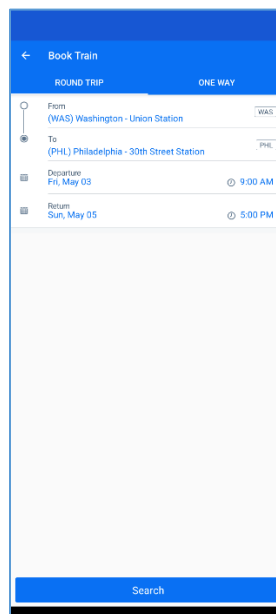 Book Train
ROUND TRIP ONE WAY
From
(WAS) Washington - Union Station WAS
To
(PHL) Philadelphia - 30th Street Station PHL
Departure
Fri, May 03 9:00 AM
Return
Sun, May 05 5:00 PM
Search